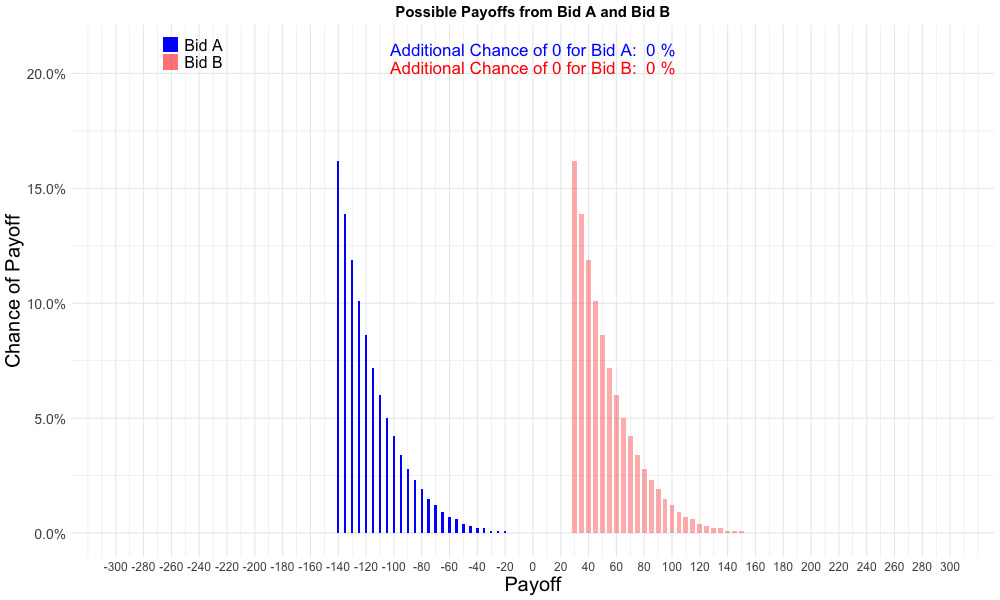 Possible Payoffs from Bid A and Bid B
Bid A
Bid B
Additional Chance of 0 for Bid A:  0 %
Additional Chance of 0 for Bid B:  0 %
Chance of Payoff
20.0%
15.0%
10.0%
5.0%
0.0%
-300 -280 -260 -240 -220 -200 -180 -160 -140 -120 -100 -80 -60 -40 -20 0 20 40 60 80 100 120 140 160 180 200 220 240 260 280 300
Payoff